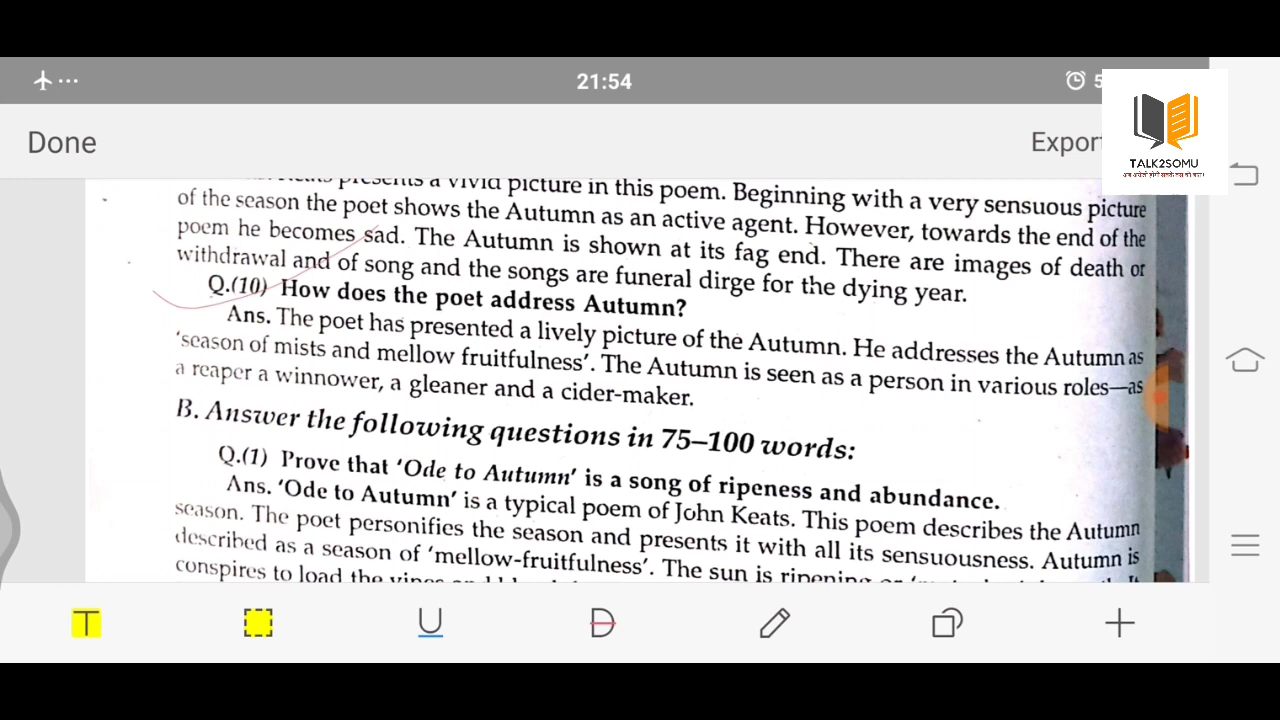 21:54
5
Done
Export
TALK2SOMU
presents a vivid picture in this poem. Beginning with a very sensuous picture
of the season the poet shows the Autumn as an active agent. However, towards the end of the
poem he becomes sad. The Autumn is shown at its fag end. There are images of death or
withdrawal and of song and the songs are funeral dirge for the dying year.
Q.(10) How does the poet address Autumn?
Ans. The poet has presented a lively picture of the Autumn. He addresses the Autumn as
'season of mists and mellow fruitfulness'. The Autumn is seen as a person in various roles—as
a reaper a winnower, a gleaner and a cider-maker.
B. Answer the following questions in 75–100 words:
Q.(1) Prove that 'Ode to Autumn' is a song of ripeness and abundance.
Ans. 'Ode to Autumn' is a typical poem of John Keats. This poem describes the Autumn
season. The poet personifies the season and presents it with all its sensuousness. Autumn is
described as a season of 'mellow-fruitfulness'. The sun is ripening or
conspires to load the vines and
T
U
D